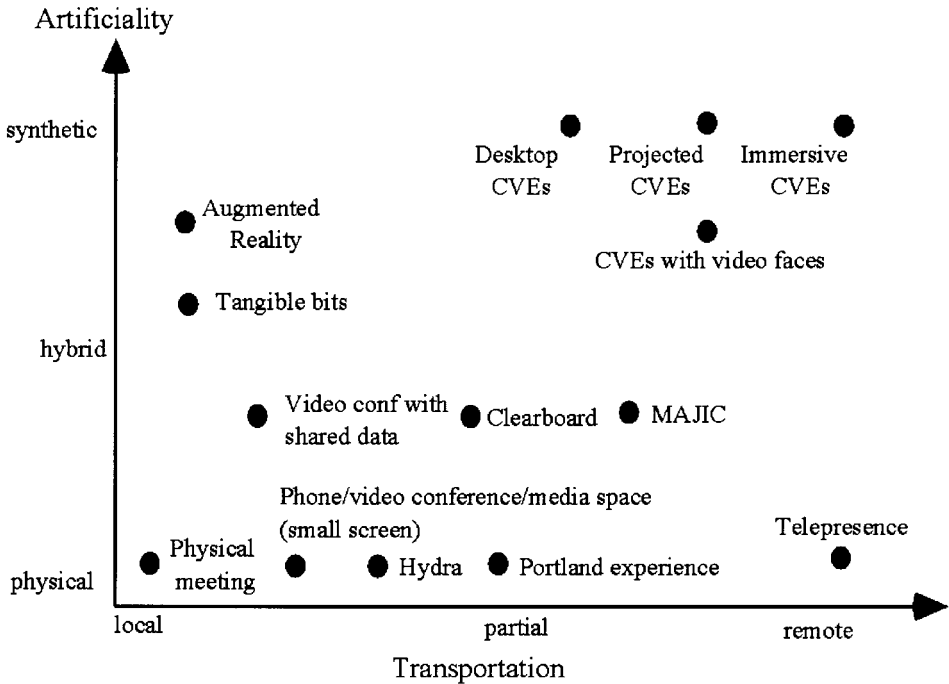 Artificiality
synthetic
Desktop
CVEs
Projected
CVEs
Immersive
CVEs
Augmented
Reality
CVEs with video faces
Tangible bits
hybrid
Video conf with
shared data
Clearboard
MAJIC
Phone/video conference/media space
(small screen)
Telepresence
Physical
meeting
Hydra
Portland experience
physical
local
partial
remote
Transportation